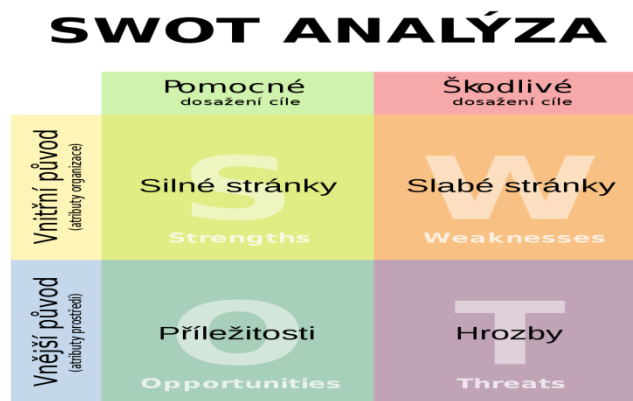 SWOT ANALÝZA
Pomocné
dosažení cíle
Škodlivé
dosažení cíle
Vnitřní původ
(atributy organizace)
S
Silné stránky
Strengths
W
Slabé stránky
Weaknesses
Vnější původ
(atributy prostředí)
O
Příležitosti
Opportunities
T
Hrozby
Threats